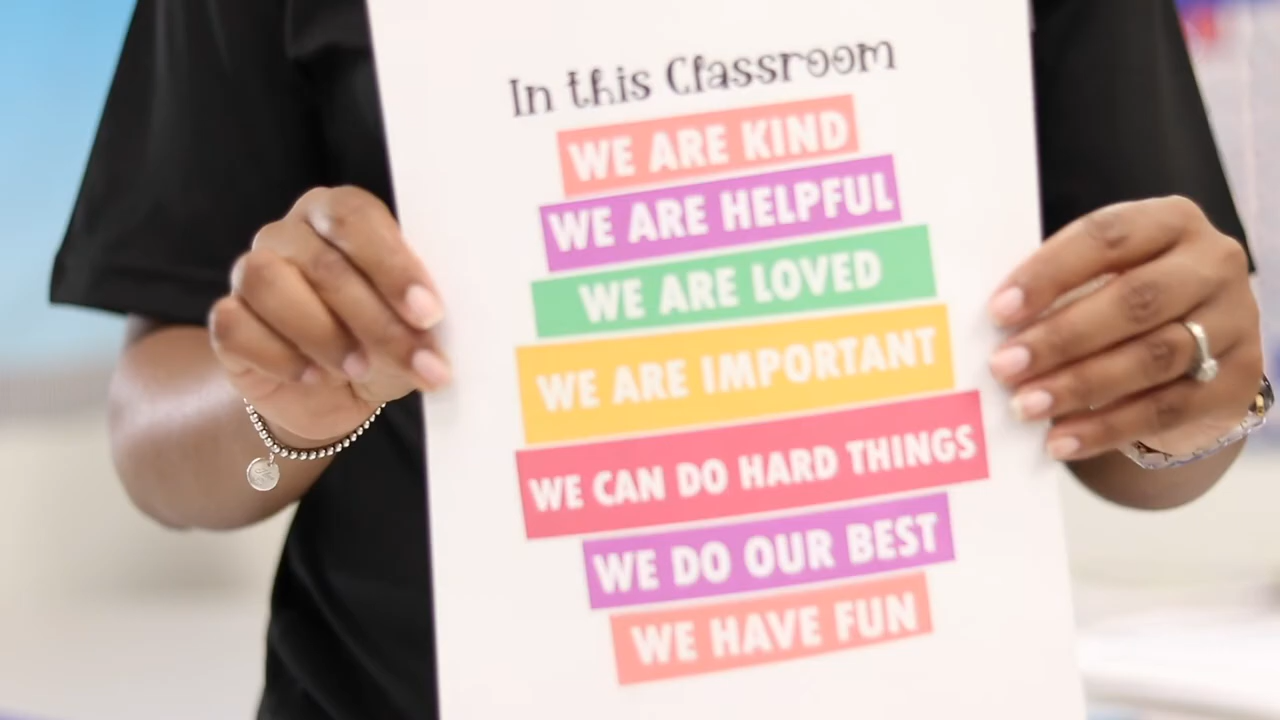 In this Classroom
WE ARE KIND
WE ARE HELPFUL
WE ARE LOVED
WE ARE IMPORTANT
WE CAN DO HARD THINGS
WE DO OUR BEST
WE HAVE FUN